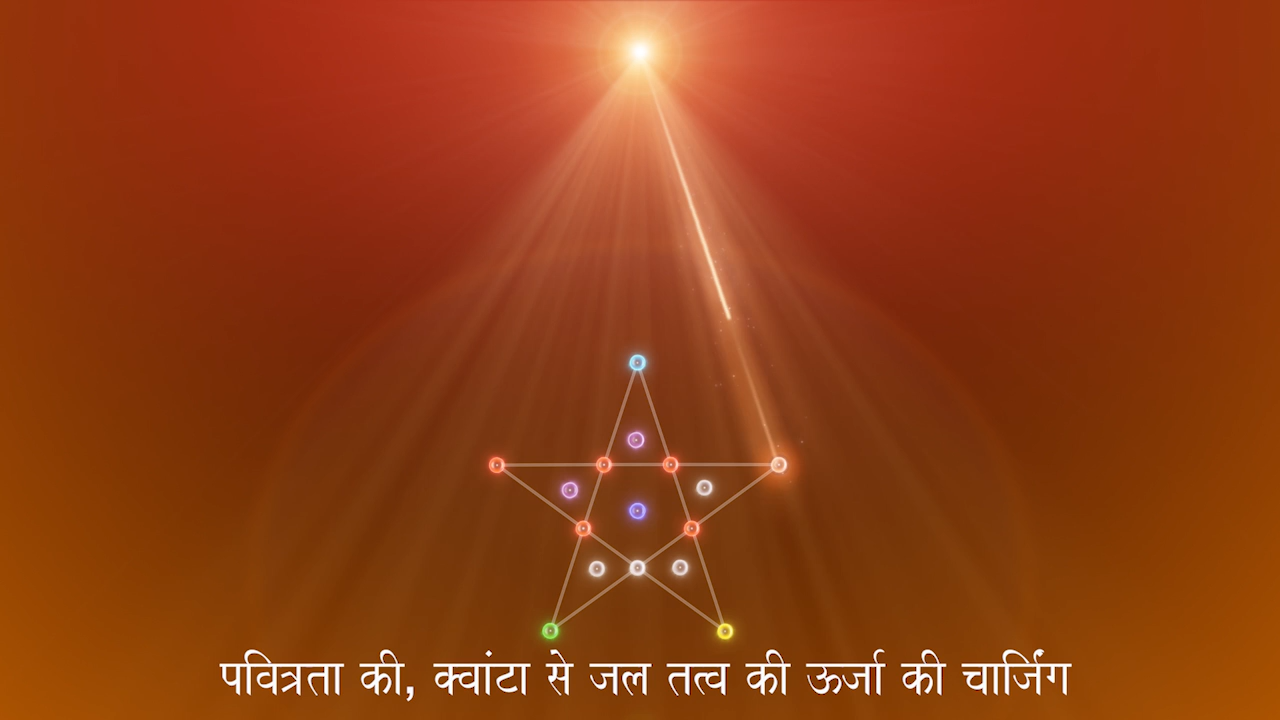 पवित्रता की, क्वांटा से जल तत्व की ऊर्जा की चार्जिंग